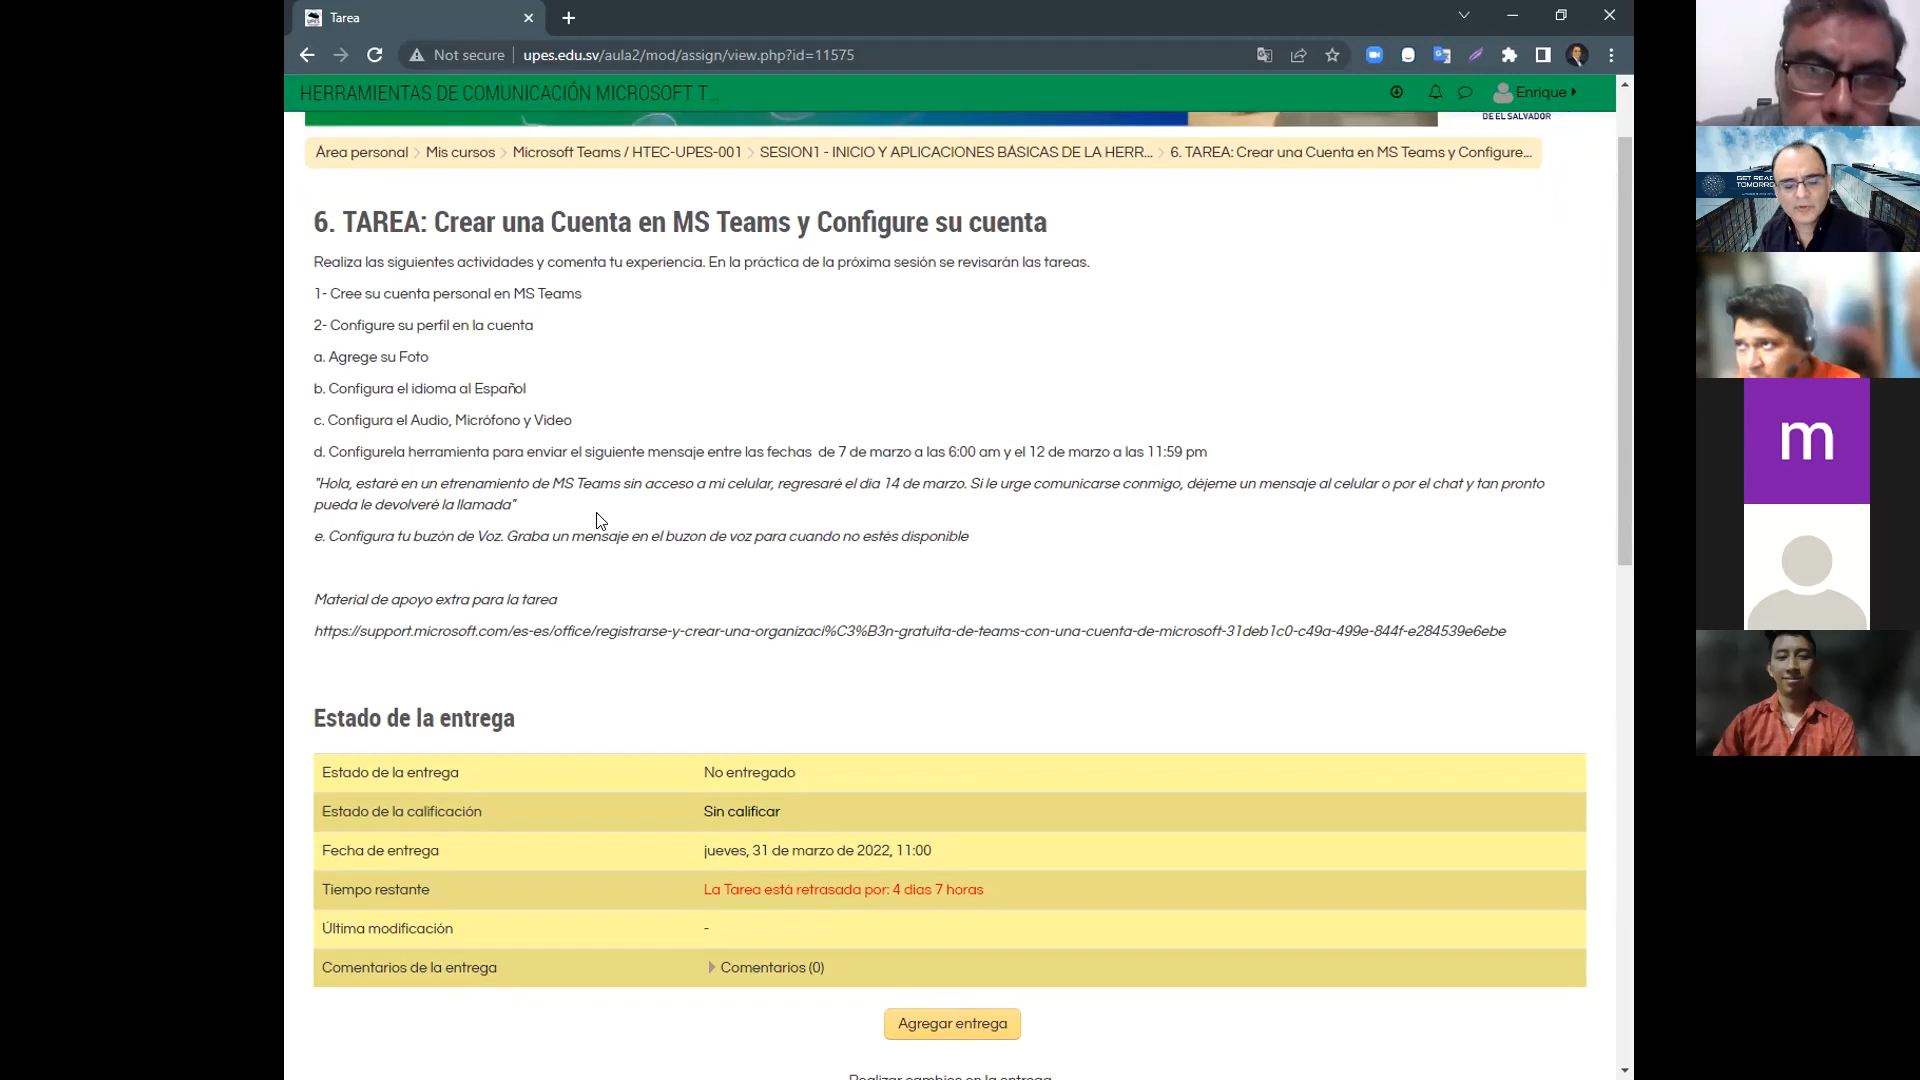 Tarea
Not secure
upes.edu.sv/aula2/mod/assign/view.php?id=11575
HERRAMIENTAS DE COMUNICACIÓN MICROSOFT T...
Enrique
DE EL SALVADOR
Área personal
Mis cursos
Microsoft Teams / HTEC-UPES-001
SESION1 - INICIO Y APLICACIONES BÁSICAS DE LA HERR...
6. TAREA: Crear una Cuenta en MS Teams y Configure...
6. TAREA: Crear una Cuenta en MS Teams y Configure su cuenta
Realiza las siguientes actividades y comenta tu experiencia. En la práctica de la próxima sesión se revisarán las tareas.
1- Cree su cuenta personal en MS Teams
2- Configure su perfil en la cuenta
a. Agrege su Foto
b. Configura el idioma al Español
c. Configura el Audio, Micrófono y Video
d. Configurela herramienta para enviar el siguiente mensaje entre las fechas  de 7 de marzo a las 6:00 am y el 12 de marzo a las 11:59 pm
"Hola, estaré en un etrenamiento de MS Teams sin acceso a mi celular, regresaré el día 14 de marzo. Si le urge comunicarse conmigo, déjeme un mensaje al celular o por el chat y tan pronto
pueda le devolveré la llamada"
e. Configura tu buzón de Voz. Graba un mensaje en el buzon de voz para cuando no estés disponible
Material de apoyo extra para la tarea
https://support.microsoft.com/es-es/office/registrarse-y-crear-una-organizaci%C3%B3n-gratuita-de-teams-con-una-cuenta-de-microsoft-31deb1c0-c49a-499e-844f-e284539e6ebe
Estado de la entrega
Estado de la entrega
No entregado
Estado de la calificación
Sin calificar
Fecha de entrega
jueves, 31 de marzo de 2022, 11:00
Tiempo restante
La Tarea está retrasada por: 4 días 7 horas
Última modificación
-
Comentarios de la entrega
Comentarios (0)
Agregar entrega
Realizar cambios en la entrega
GET READ
TOMORRO
m